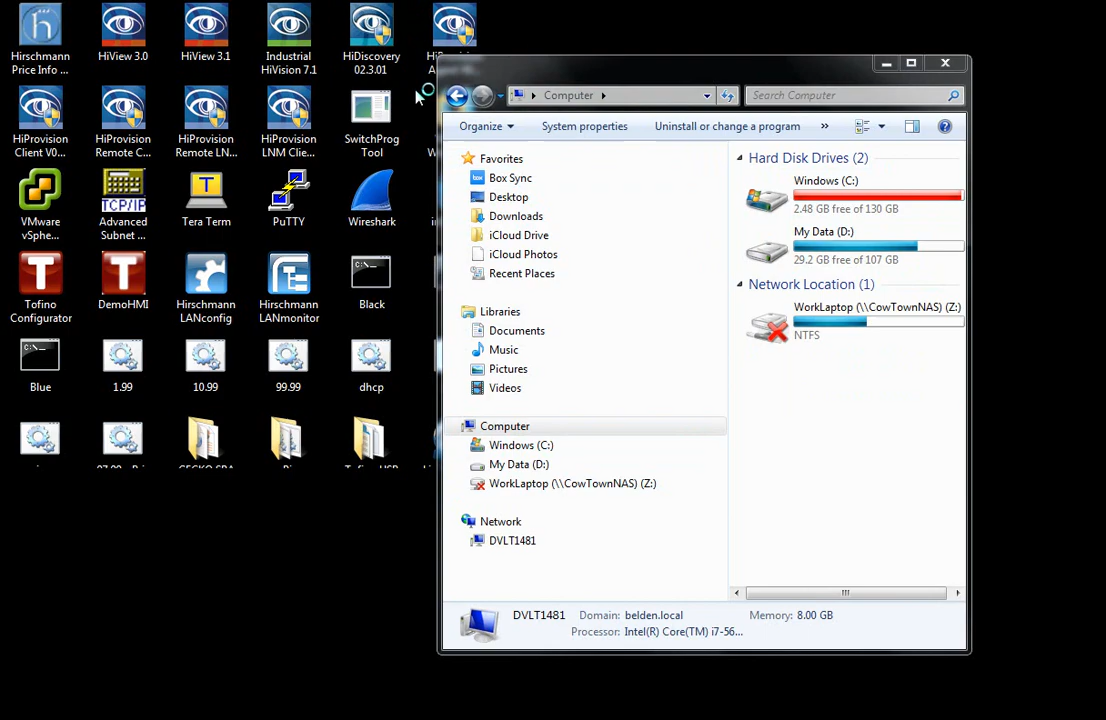 Hirschmann
Price Info ...
HiView 3.0
HiView 3.1
Industrial
HiVision 7.1
HiDiscovery
02.3.01
HiProvision
Client V0...
HiProvision
Remote C...
HiProvision
Remote LN...
HiProvision
LNM Clie...
SwitchProg
Tool
VMware
vSphe...
TCP/IP
Advanced
Subnet ...
Tera Term
PuTTY
Wireshark
Tofino
Configurator
DemoHMI
Hirschmann
LANconfig
Hirschmann
LANmonitor
C:\...
Black
C:\...
Blue
1.99
10.99
99.99
dhcp
Computer
Search Computer
Organize
System properties
Uninstall or change a program
»
Favorites
Box Sync
Desktop
Downloads
iCloud Drive
iCloud Photos
Recent Places
Libraries
Documents
Music
Pictures
Videos
Computer
Windows (C:)
My Data (D:)
WorkLaptop (\\CowTownNAS) (Z:)
Network
DVLT1481
Hard Disk Drives (2)
Windows (C:)
2.48 GB free of 130 GB
My Data (D:)
29.2 GB free of 107 GB
Network Location (1)
WorkLaptop (\\CowTownNAS) (Z:)
NTFS
DVLT1481 Domain: belden.local Memory: 8.00 GB
Processor: Intel(R) Core(TM) i7-56...